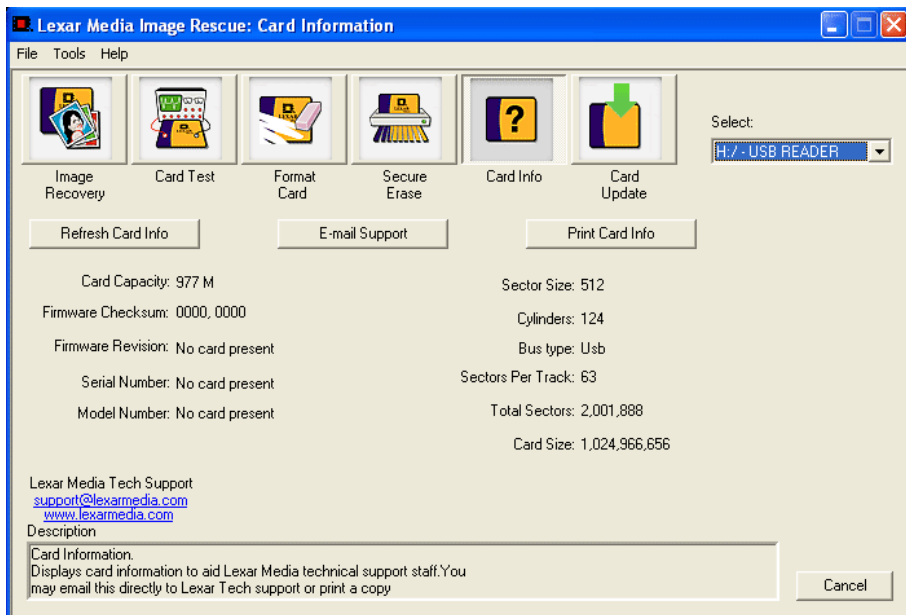 Lexar Media Image Rescue: Card Information
File Tools Help
Image Recovery
Card Test
Format Card
Secure Erase
Card Info
Card Update
Select:
H:/ - USB READER
Refresh Card Info
E-mail Support
Print Card Info
Card Capacity: 977 M
Firmware Checksum: 0000, 0000
Firmware Revision: No card present
Serial Number: No card present
Model Number: No card present
Sector Size: 512
Cylinders: 124
Bus type: Usb
Sectors Per Track: 63
Total Sectors: 2,001,888
Card Size: 1,024,966,656
Lexar Media Tech Support
support@lexarmedia.com
www.lexarmedia.com
Description
Card Information.
Displays card information to aid Lexar Media technical support staff.You
may email this directly to Lexar Tech support or print a copy
Cancel